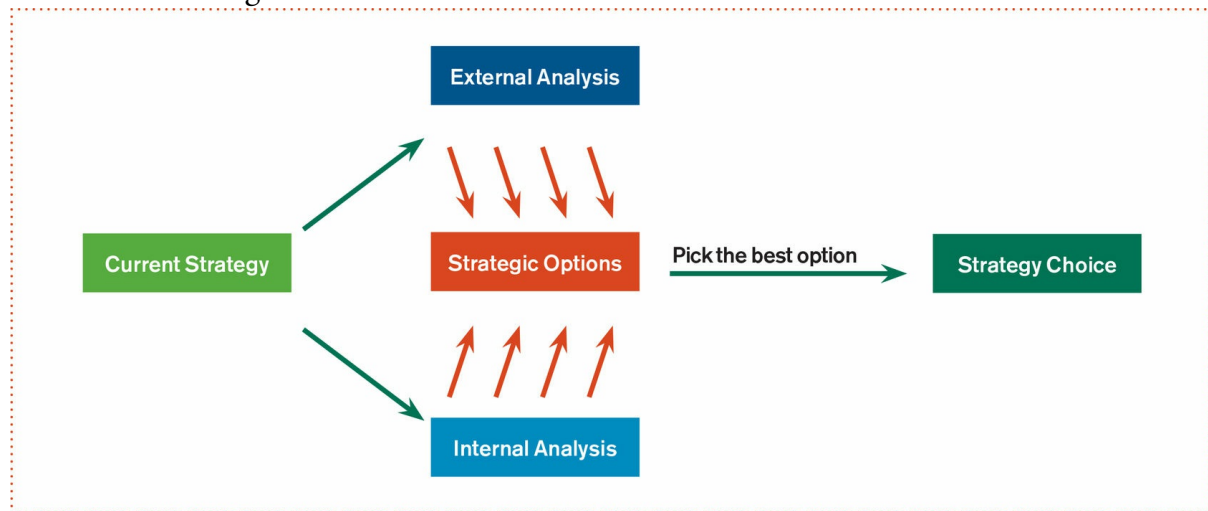 External Analysis
Current Strategy
Strategic Options
Pick the best option
Strategy Choice
Internal Analysis